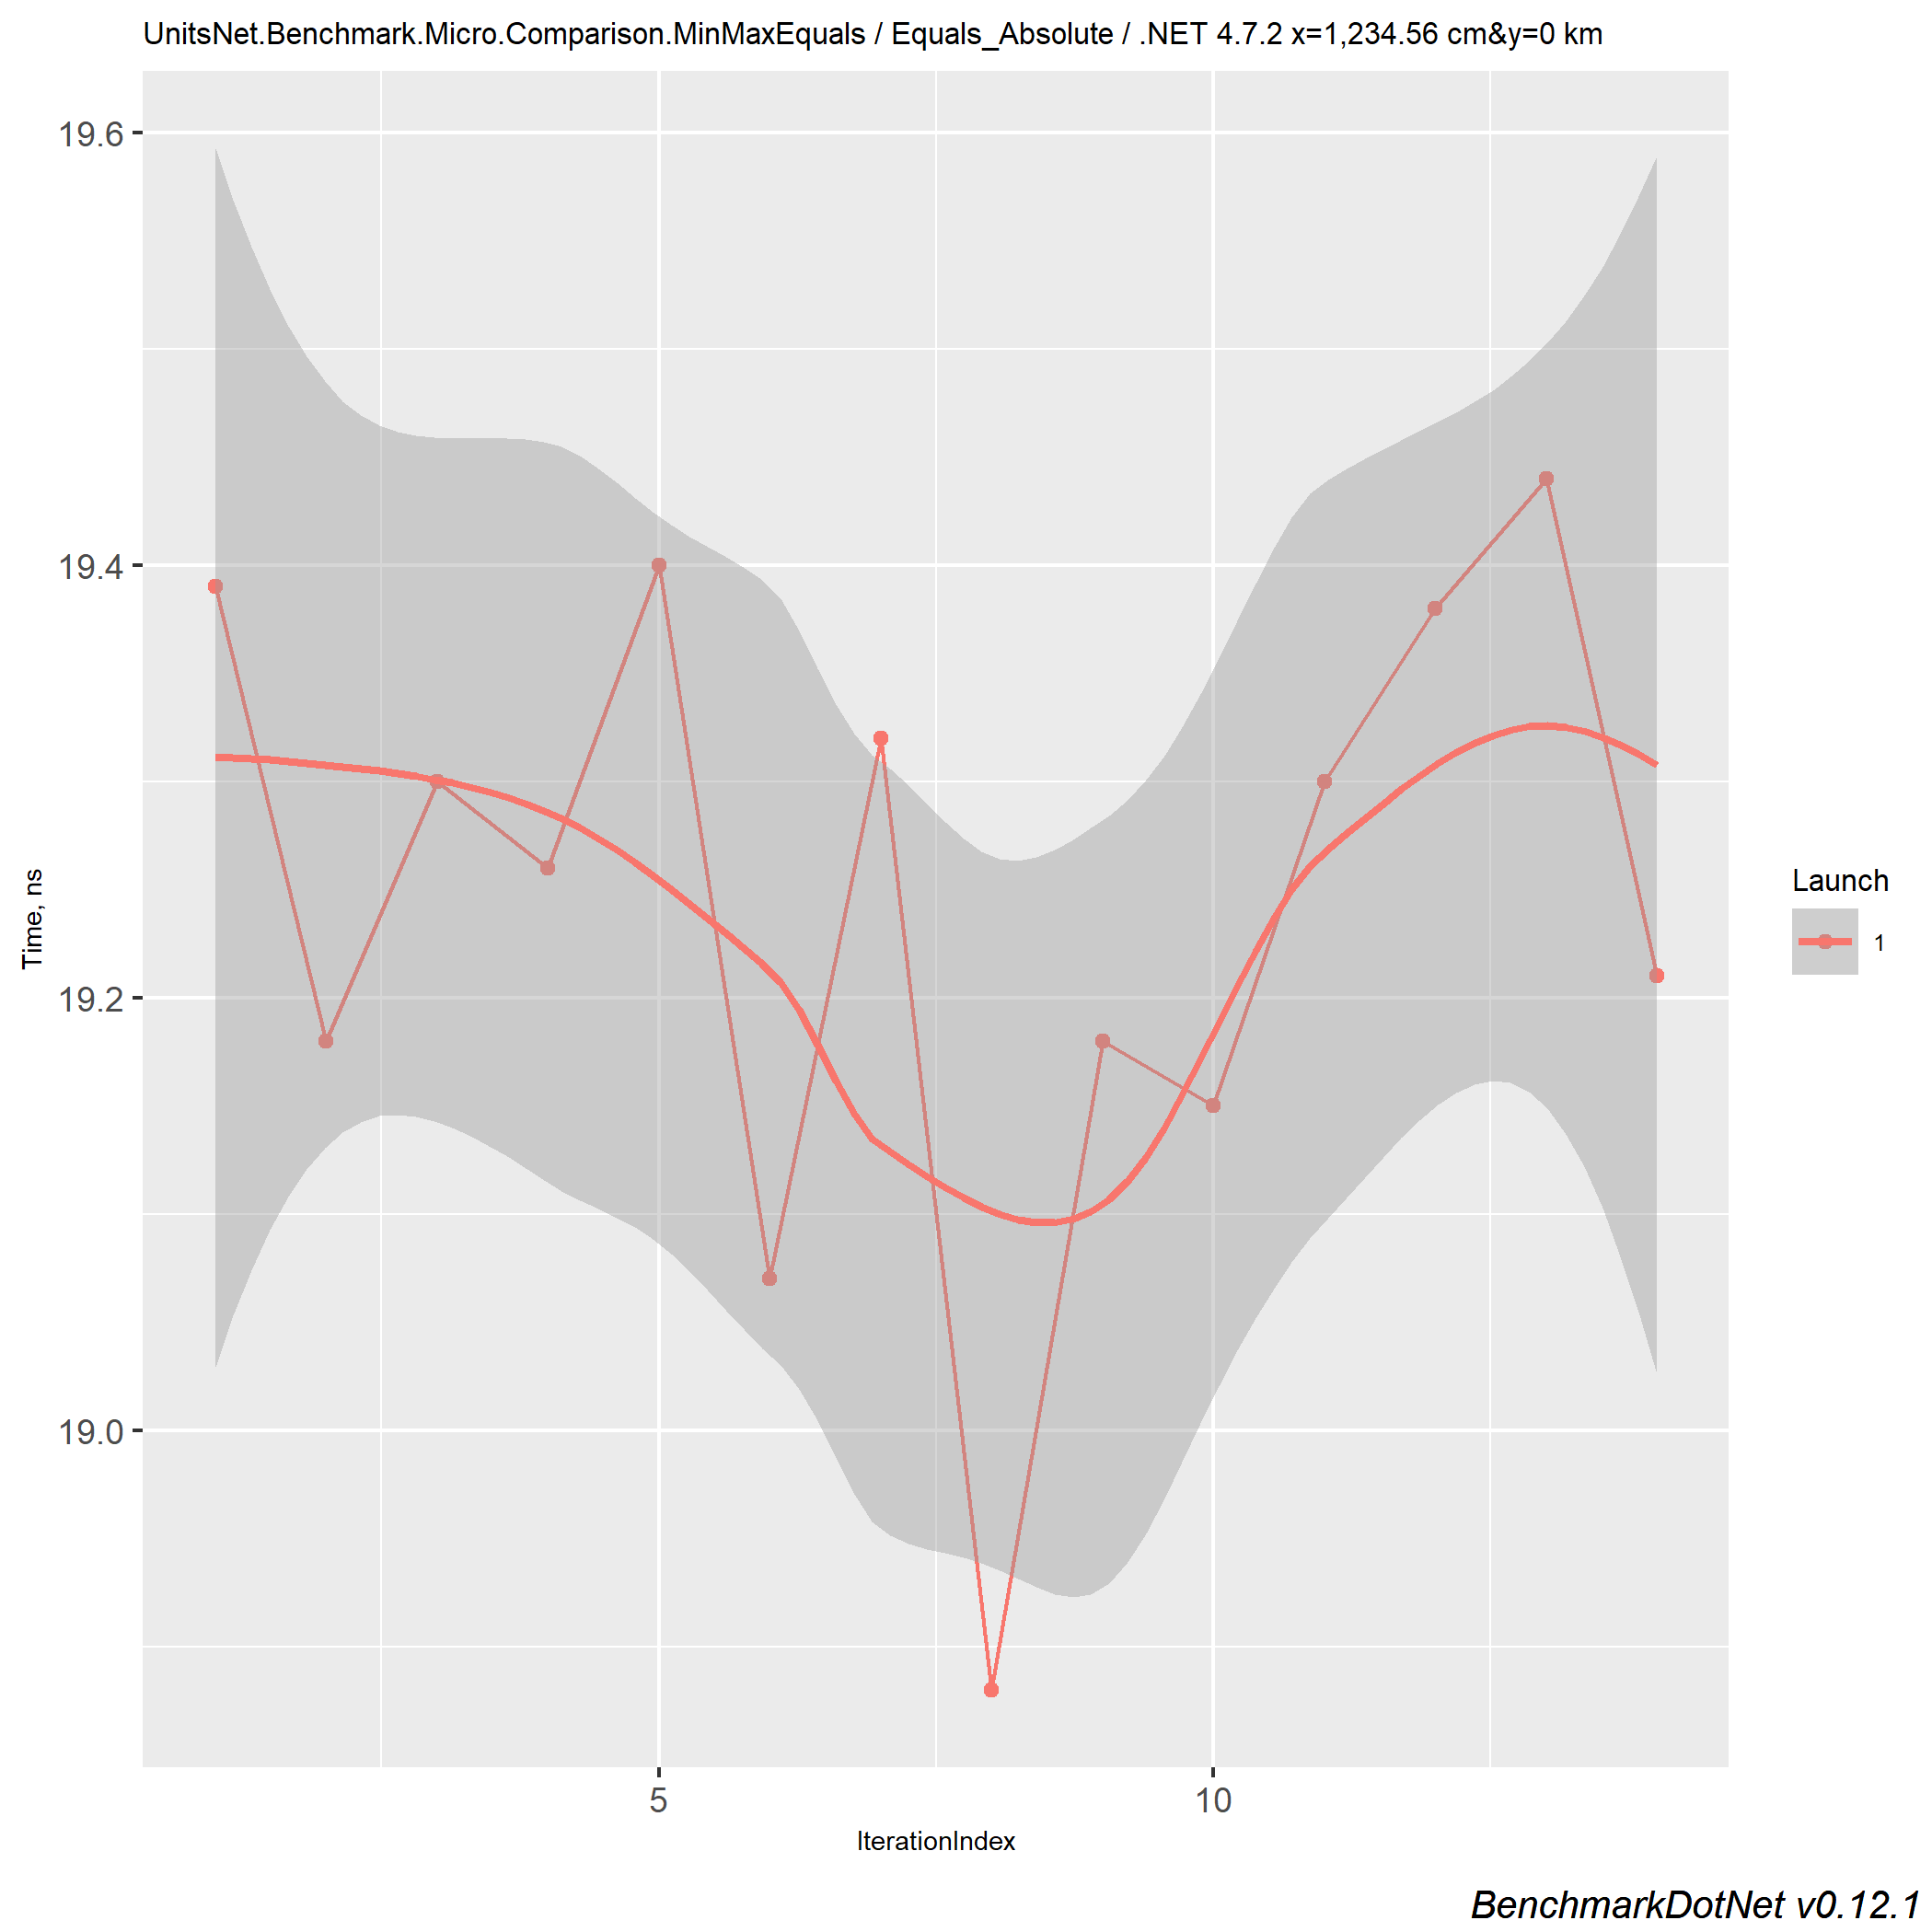 UnitsNet.Benchmark.Micro.Comparison.MinMaxEquals / Equals_Absolute / .NET 4.7.2 x=1,234.56 cm&y=0 km
19.6
19.4
19.2
19.0
Time, ns
5
10
IterationIndex
Launch
1
BenchmarkDotNet v0.12.1